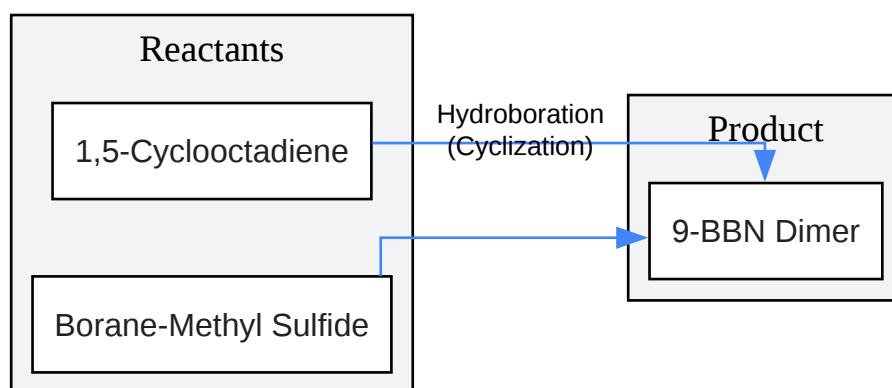 Reactants
1,5-Cyclooctadiene
Borane-Methyl Sulfide
Hydroboration
(Cyclization)
Product
9-BBN Dimer